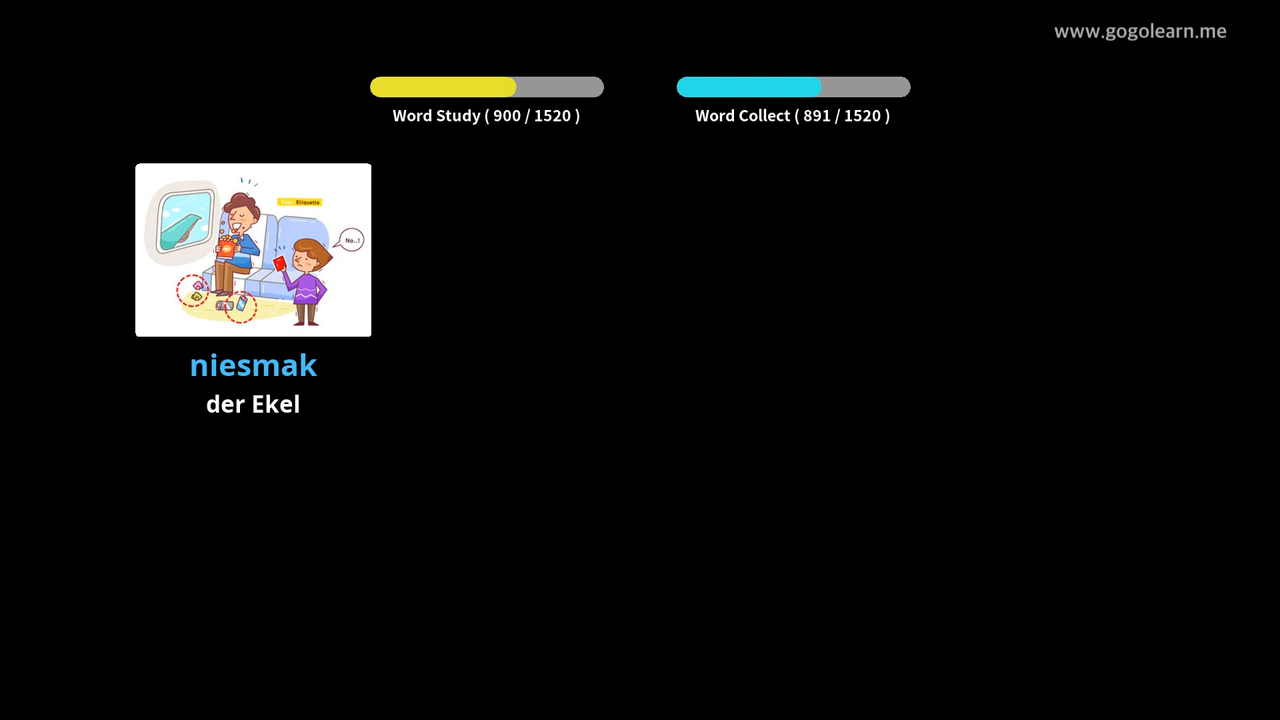 www.gogolearn.me
Word Study ( 900 / 1520 )
Word Collect ( 891 / 1520 )
Etiquette
No..!
niesmak
der Ekel